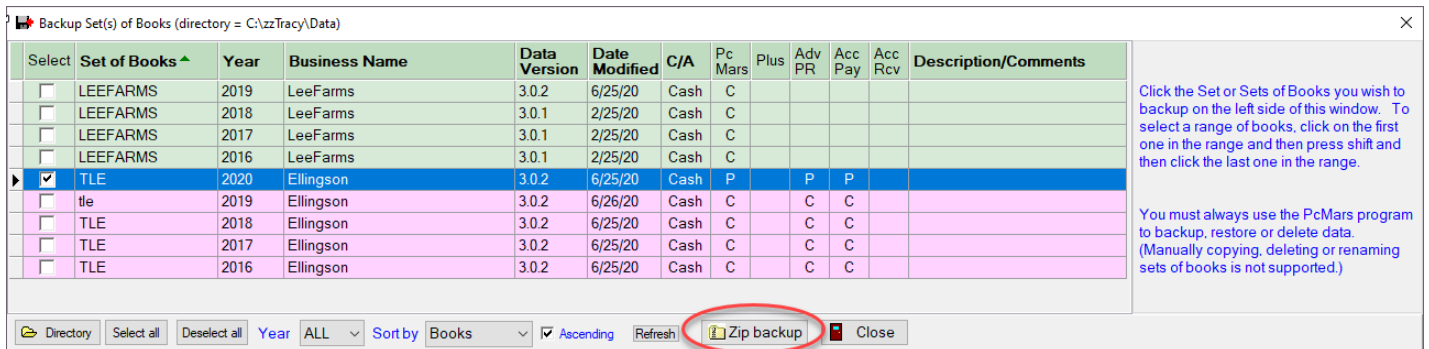 Backup Set(s) of Books (directory = C:\zzTracy\Data)
Select Set of Books Year Business Name Data Version Date Modified C/A Pc Mars Plus Adv PR Acc Pay Acc Rcv Description/Comments
LEEFARMS 2019 LeeFarms 3.0.2 6/25/20 Cash C
LEEFARMS 2018 LeeFarms 3.0.1 2/25/20 Cash C
LEEFARMS 2017 LeeFarms 3.0.1 2/25/20 Cash C
LEEFARMS 2016 LeeFarms 3.0.1 2/25/20 Cash C
TLE 2020 Ellingson 3.0.2 6/25/20 Cash P P P
tle 2019 Ellingson 3.0.2 6/26/20 Cash C C C
TLE 2018 Ellingson 3.0.2 6/25/20 Cash C C C
TLE 2017 Ellingson 3.0.2 6/25/20 Cash C C C
TLE 2016 Ellingson 3.0.2 6/25/20 Cash C C C
Click the Set or Sets of Books you wish to
backup on the left side of this window. To
select a range of books, click on the first
one in the range and then press shift and
then click the last one in the range.
You must always use the PcMars program
to backup, restore or delete data.
(Manually copying, deleting or renaming
sets of books is not supported.)
Directory Select all Deselect all Year ALL Sort by Books Ascending Refresh Zip backup Close